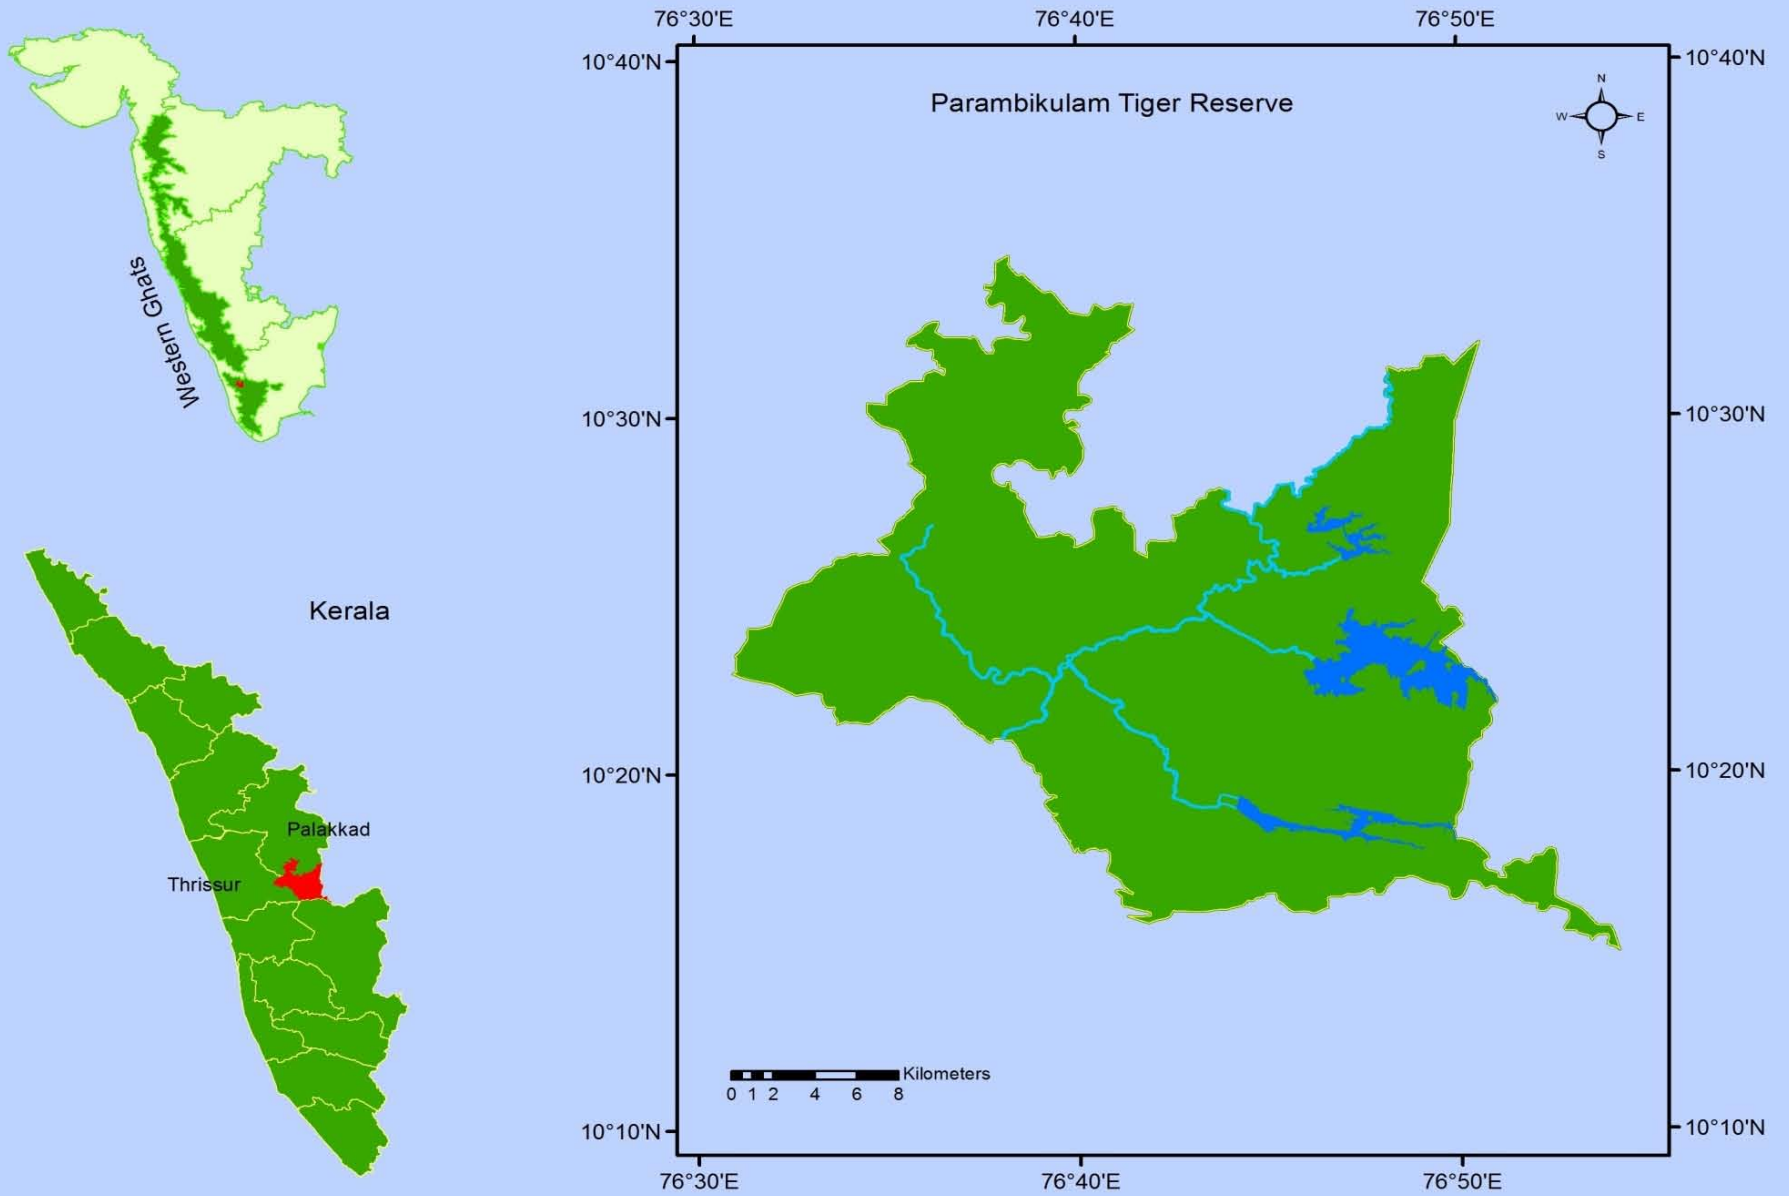 76°30'E
76°40'E
76°50'E
10°40'N
10°40'N
Parambikulam Tiger Reserve
N
W
E
S
Western Ghats
10°30'N
10°30'N
Kerala
10°20'N
10°20'N
Palakkad
Thrissur
Kilometers
0 1 2 4 6 8
10°10'N
10°10'N
76°30'E
76°40'E
76°50'E